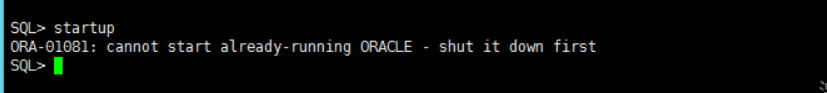 SQL> startup
ORA-01081: cannot start already-running ORACLE - shut it down first
SQL>